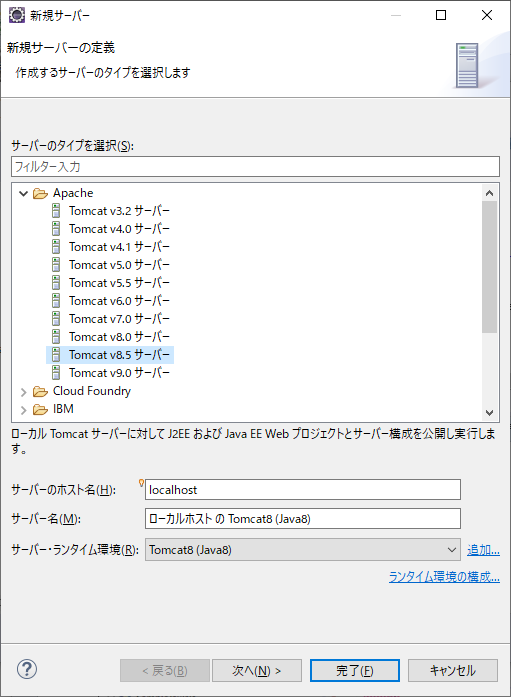 新規サーバー
新規サーバーの定義
作成するサーバーのタイプを選択します
サーバーのタイプを選択(S):
フィルター入力
Apache
Tomcat v3.2 サーバー
Tomcat v4.0 サーバー
Tomcat v4.1 サーバー
Tomcat v5.0 サーバー
Tomcat v5.5 サーバー
Tomcat v6.0 サーバー
Tomcat v7.0 サーバー
Tomcat v8.0 サーバー
Tomcat v8.5 サーバー
Tomcat v9.0 サーバー
Cloud Foundry
IBM
ローカル Tomcat サーバーに対して J2EE および Java EE Web プロジェクトとサーバー構成を公開し実行しま
す。
サーバーのホスト名(H): localhost
サーバー名(M): ローカルホスト の Tomcat8 (Java8)
サーバー・ランタイム環境(R): Tomcat8 (Java8) 追加...
ランタイム環境の構成...
? < 戻る(B) 次へ(N) > 完了(F) キャンセル